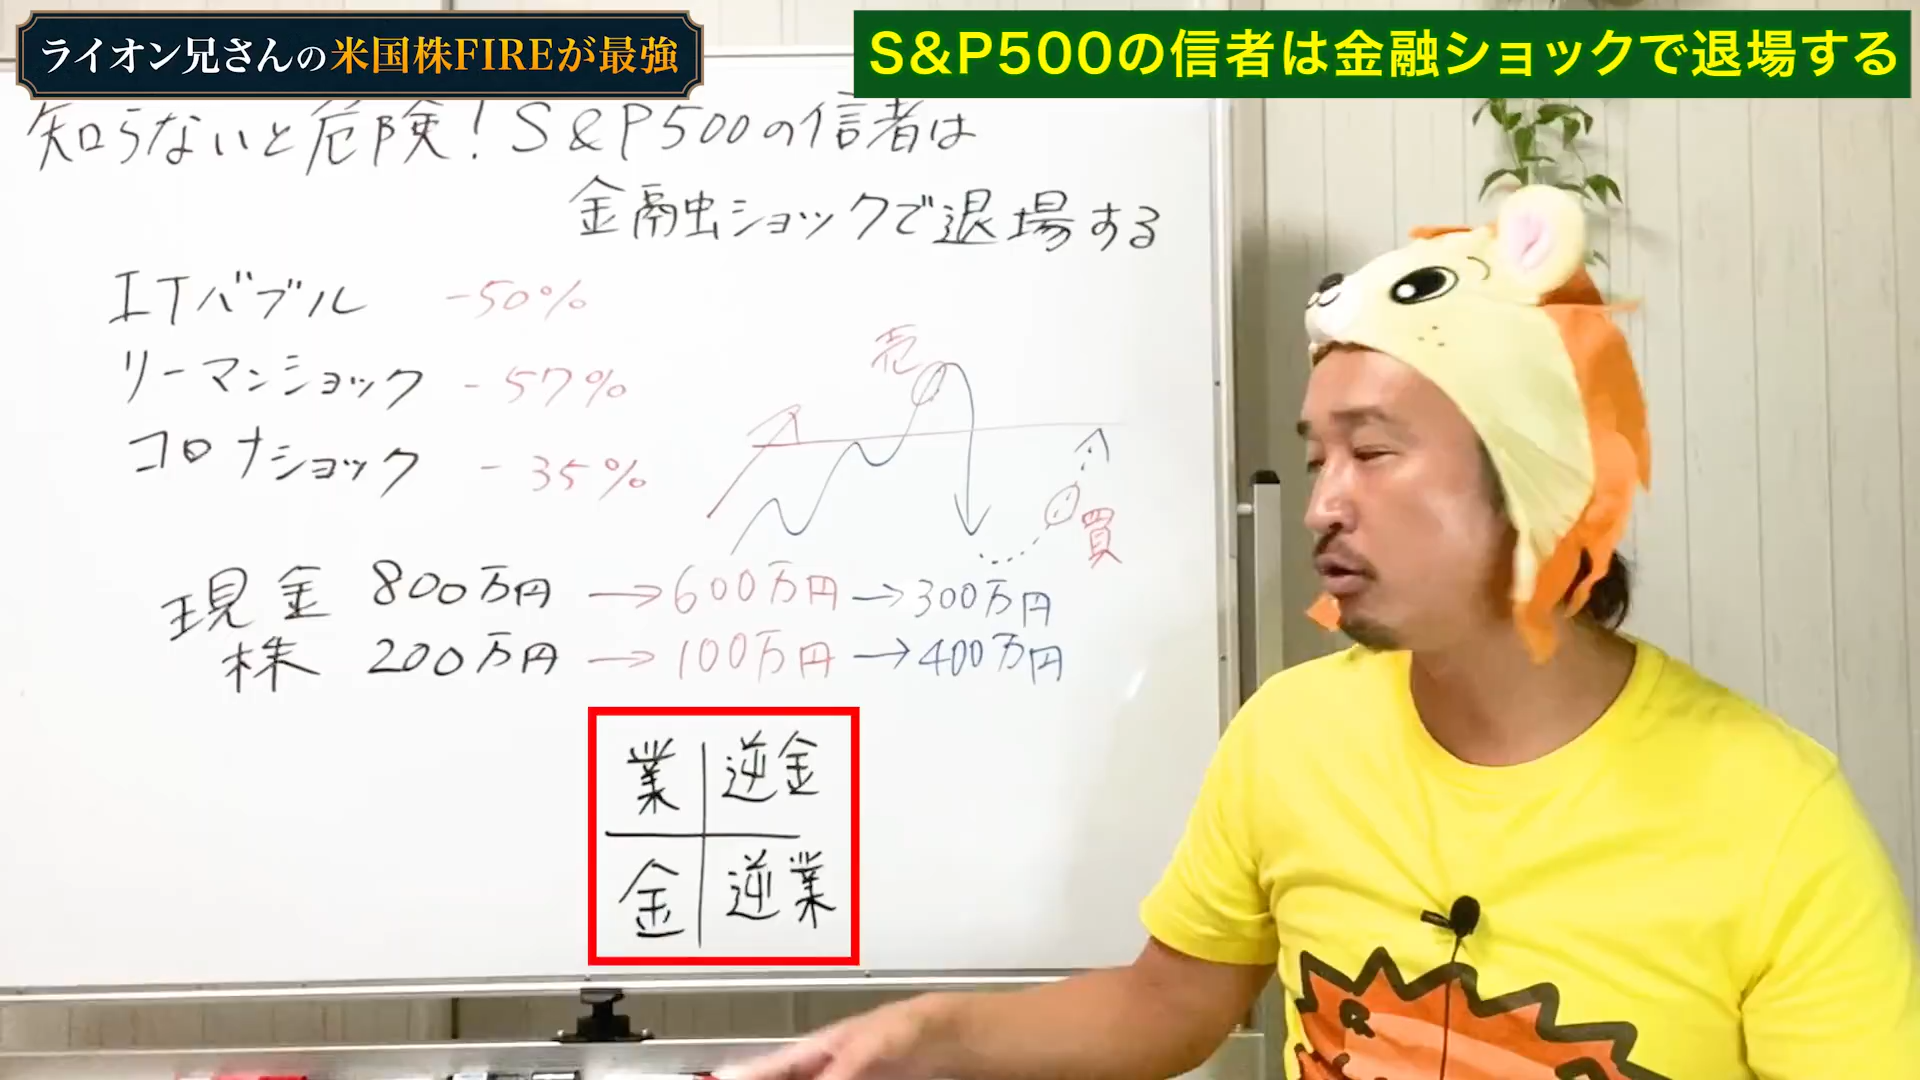 ライオン兄さんの米国株FIREが最強
S&P500の信者は金融ショックで退場する
知らないと危険!S&P500の信者は
金融ショックで退場する
ITバブル -50%
リーマンショック -57%
コロナショック -35%
売
買
現金 800万円 → 600万円 → 300万円
株 200万円 → 100万円 → 400万円
業 逆金
金 逆業